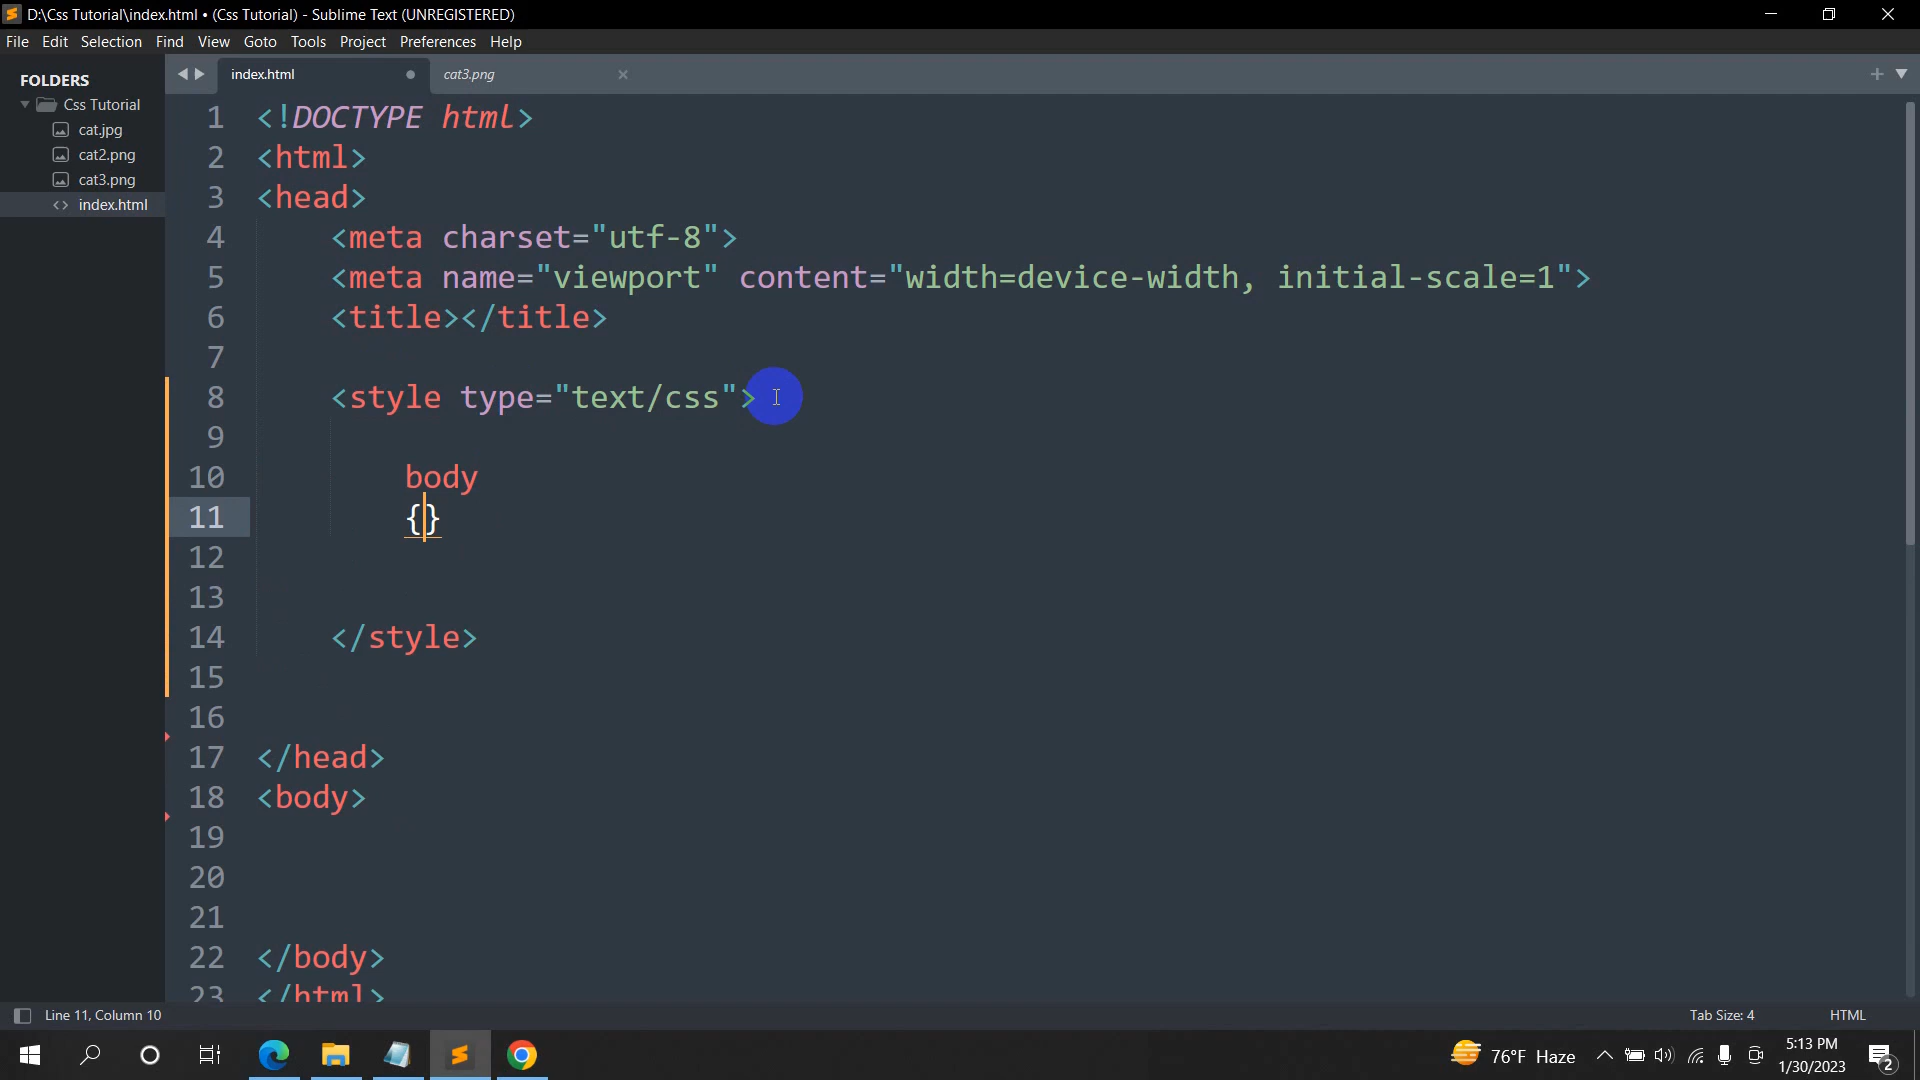 D:\Css Tutorial\index.html • (Css Tutorial) - Sublime Text (UNREGISTERED)
File Edit Selection Find View Goto Tools Project Preferences Help
FOLDERS
Css Tutorial
cat.jpg
cat2.png
cat3.png
index.html
index.html
cat3.png
1 <!DOCTYPE html>
2 <html>
3 <head>
4 <meta charset="utf-8">
5 <meta name="viewport" content="width=device-width, initial-scale=1">
6 <title></title>
7
8 <style type="text/css">
9
10 body
11 {}
12
13
14 </style>
15
16
17 </head>
18 <body>
19
20
21
22 </body>
23 </html>
Line 11, Column 10
Tab Size: 4
HTML
76°F Haze
5:13 PM
1/30/2023
2